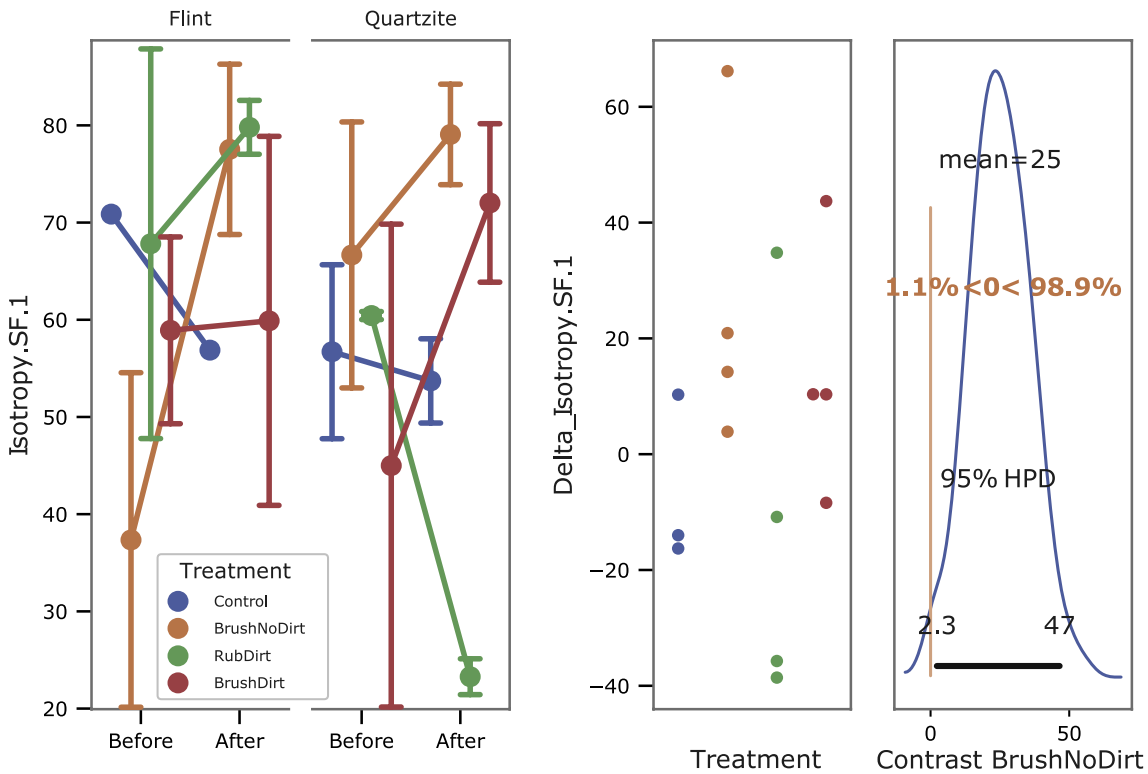 Flint
Quartzite
Isotropy.SF.1
80
70
60
50
40
30
20
Before
After
Before
After
Treatment
Control
BrushNoDirt
RubDirt
BrushDirt
Delta_Isotropy.SF.1
60
40
20
0
−20
−40
Treatment
mean=25
1.1% <0< 98.9%
95% HPD
2.3
47
0
50
Contrast BrushNoDirt